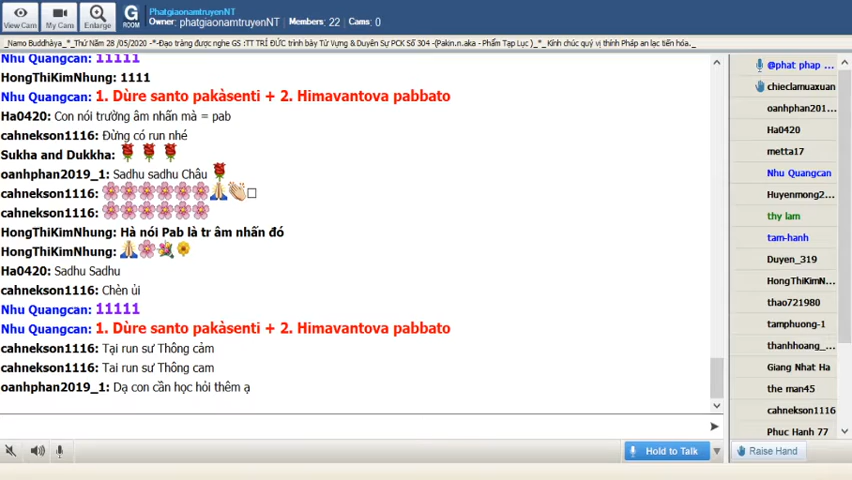 View Cam
My Cam
Enlarge
G
ROOM
Name: PhatgiaonamtruyenNT
Owner: phatgiaonamtruyenNT
Members: 22
Cams: 0
_Namo Buddhàya_*_Thứ Năm 28 /05/2020 -*-Đạo tràng được nghe GS :TT TRÍ ĐỨC trình bày Tứ Vựng & Duyên Sự PCK Số 304 -(Pakin.n.aka - Phẩm Tạp Lục )_*_ Kính chúc quý vị thính Pháp an lạc tiến hóa._
Nhu Quangcan: 11111
HongThiKimNhung: 1111
Nhu Quangcan: 1. Dùre santo pakàsenti + 2. Himavantova pabbato
Ha0420: Con nói trường âm nhấn mà = pab
cahnekson1116: Đừng có run nhé
Sukha and Dukkha:
oanhphan2019_1: Sadhu sadhu Châu
cahnekson1116:
cahnekson1116:
HongThiKimNhung: Hà nói Pab là tr âm nhấn đó
HongThiKimNhung:
Ha0420: Sadhu Sadhu
cahnekson1116: Chèn ủi
Nhu Quangcan: 11111
Nhu Quangcan: 1. Dùre santo pakàsenti + 2. Himavantova pabbato
cahnekson1116: Tại run sư Thông cảm
cahnekson1116: Tai run sư Thông cam
oanhphan2019_1: Dạ con cần học hỏi thêm ạ
Hold to Talk
@phat phap ...
chieclamuaxuan
oanhphan201...
Ha0420
metta17
Nhu Quangcan
Huyenmong2...
thy lam
tam-hanh
Duyen_319
HongThiKimN...
thao721980
tamphuong-1
thanhhoang_...
Giang Nhat Ha
the man45
cahnekson1116
Phuc Hanh 77
Raise Hand